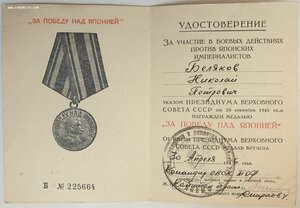 "ЗА ПОБЕДУ НАД ЯПОНИЕЙ"
В № 225664
УДОСТОВЕРЕНИЕ
ЗА УЧАСТИЕ В БОЕВЫХ ДЕЙСТВИЯХ
ПРОТИВ ЯПОНСКИХ
ИМПЕРИАЛИСТОВ
Беляков
Николай
Петрович
УКАЗОМ ПРЕЗИДИУМА ВЕРХОВНОГО
СОВЕТА СССР от 30 сентября 1945 года
НАГРАЖДЕН МЕДАЛЬЮ
"ЗА ПОБЕДУ НАД ЯПОНИЕЙ"
ОТ ИМЕНИ ПРЕЗИДИУМА ВЕРХОВНОГО
СОВЕТА СССР МЕДАЛЬ ВРУЧЕНА
30 Апреля
Командир